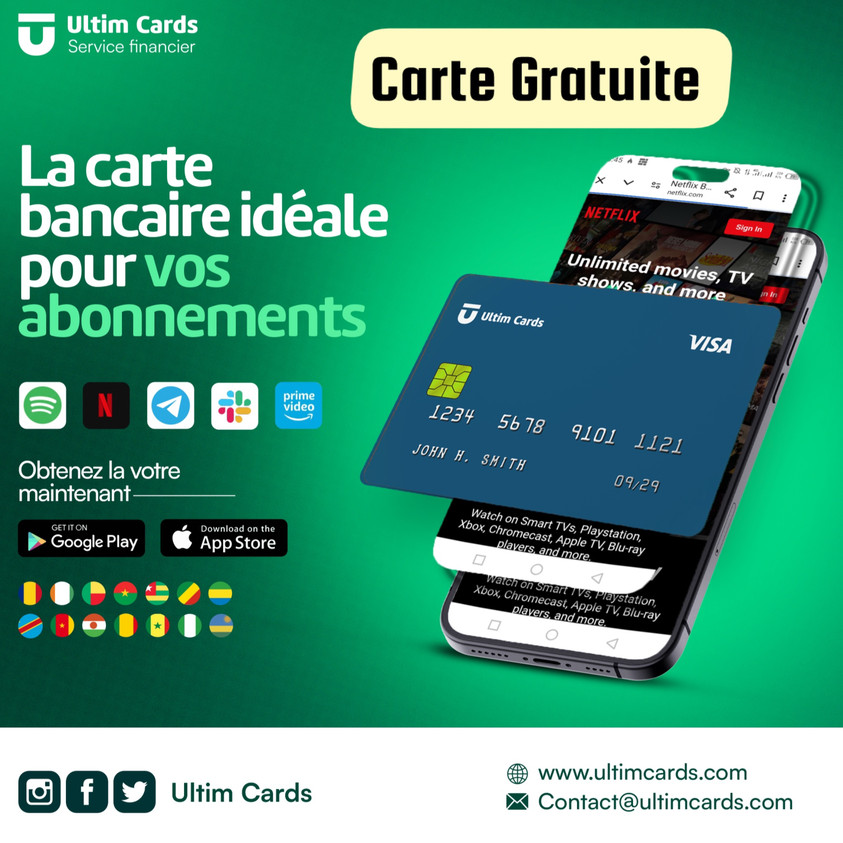 Ultim Cards
Service financier
Carte Gratuite
La carte
bancaire idéale
pour vos
abonnements
N
prime
video
Obtenez la votre
maintenant
GET IT ON
Google Play
Download on the
App Store
Netflix B...
netflix.com
NETFLIX
Sign In
Unlimited movies, TV
shows, and more
Ultim Cards
VISA
1234 5678 9101 1121
JOHN H. SMITH
09/29
Watch on Smart TVs, Playstation,
Xbox, Chromecast, Apple TV, Blu-ray
players, and more.
Watch on Smart TVs, Playstation,
Xbox, Chromecast, Apple TV, Blu-ray
players, and more.
Ultim Cards
www.ultimcards.com
Contact@ultimcards.com